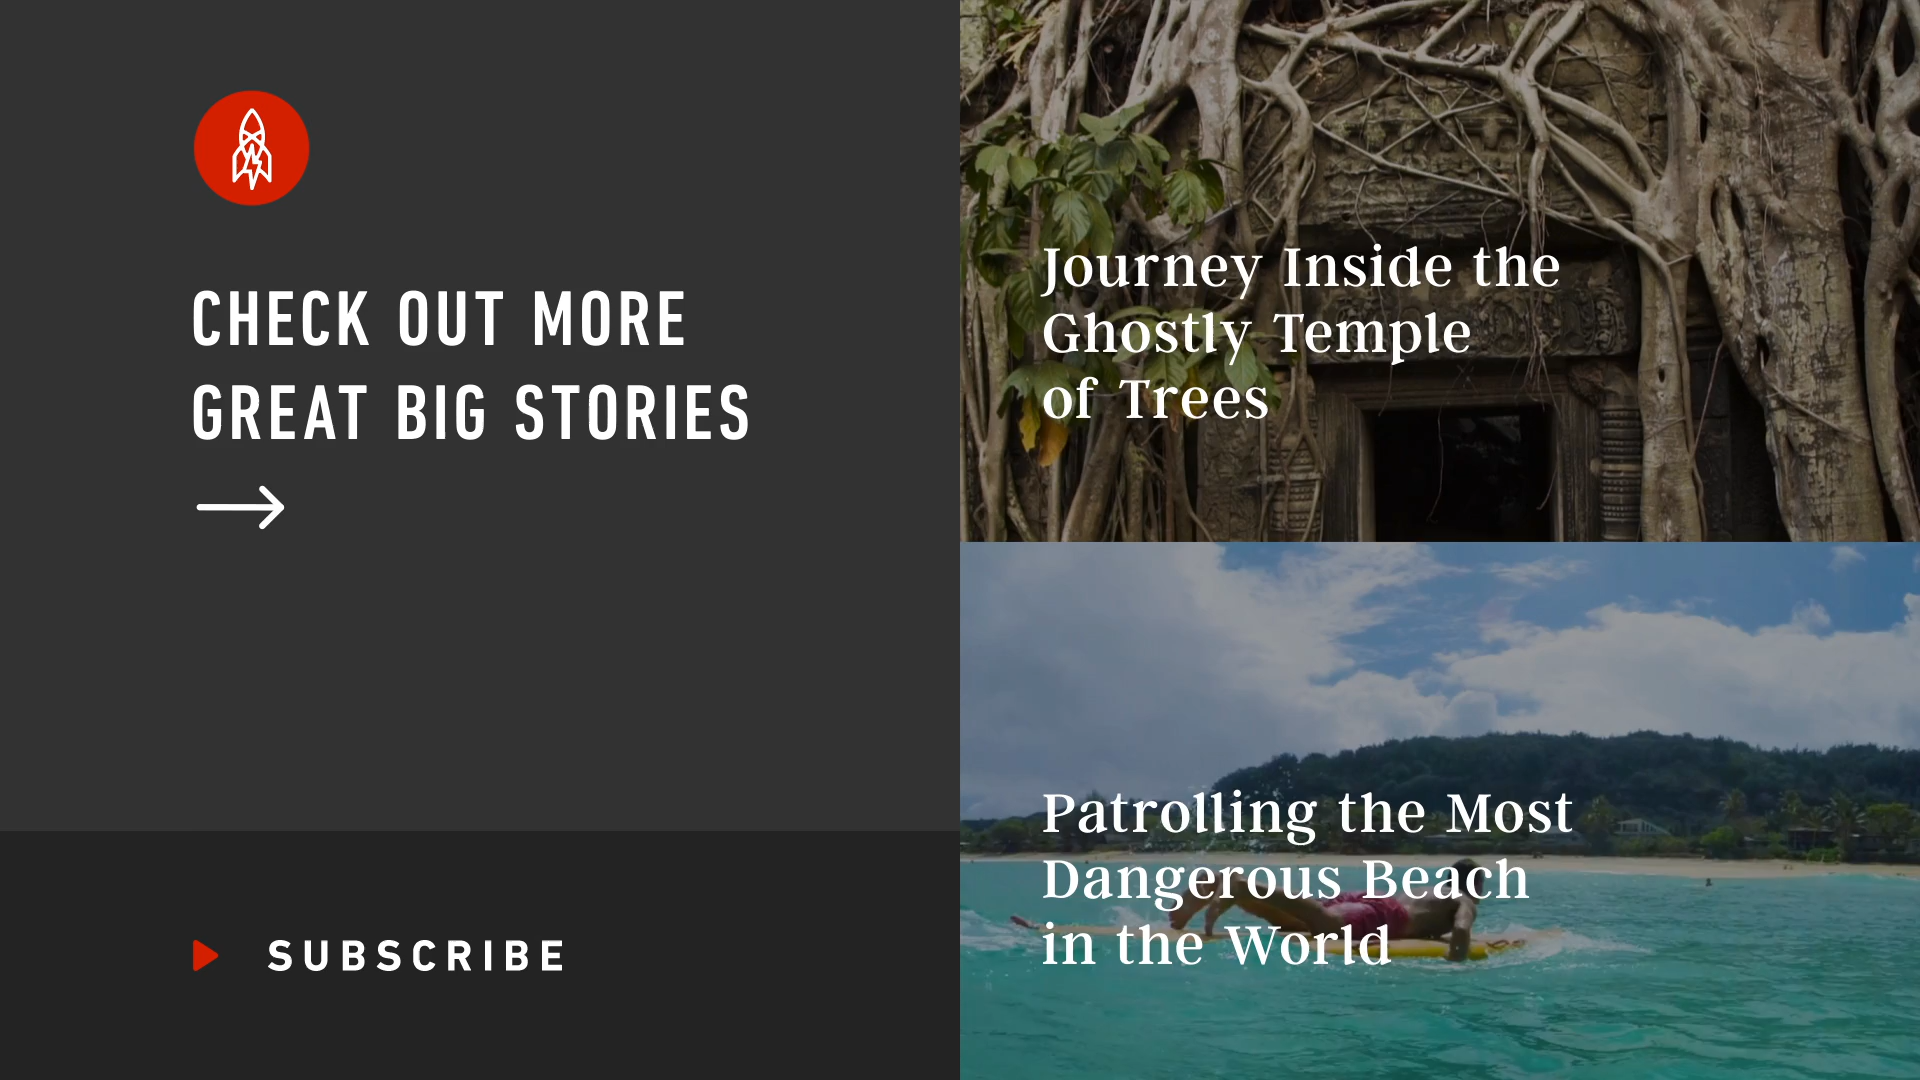 CHECK OUT MORE
GREAT BIG STORIES
SUBSCRIBE
Journey Inside the
Ghostly Temple
of Trees
Patrolling the Most
Dangerous Beach
in the World